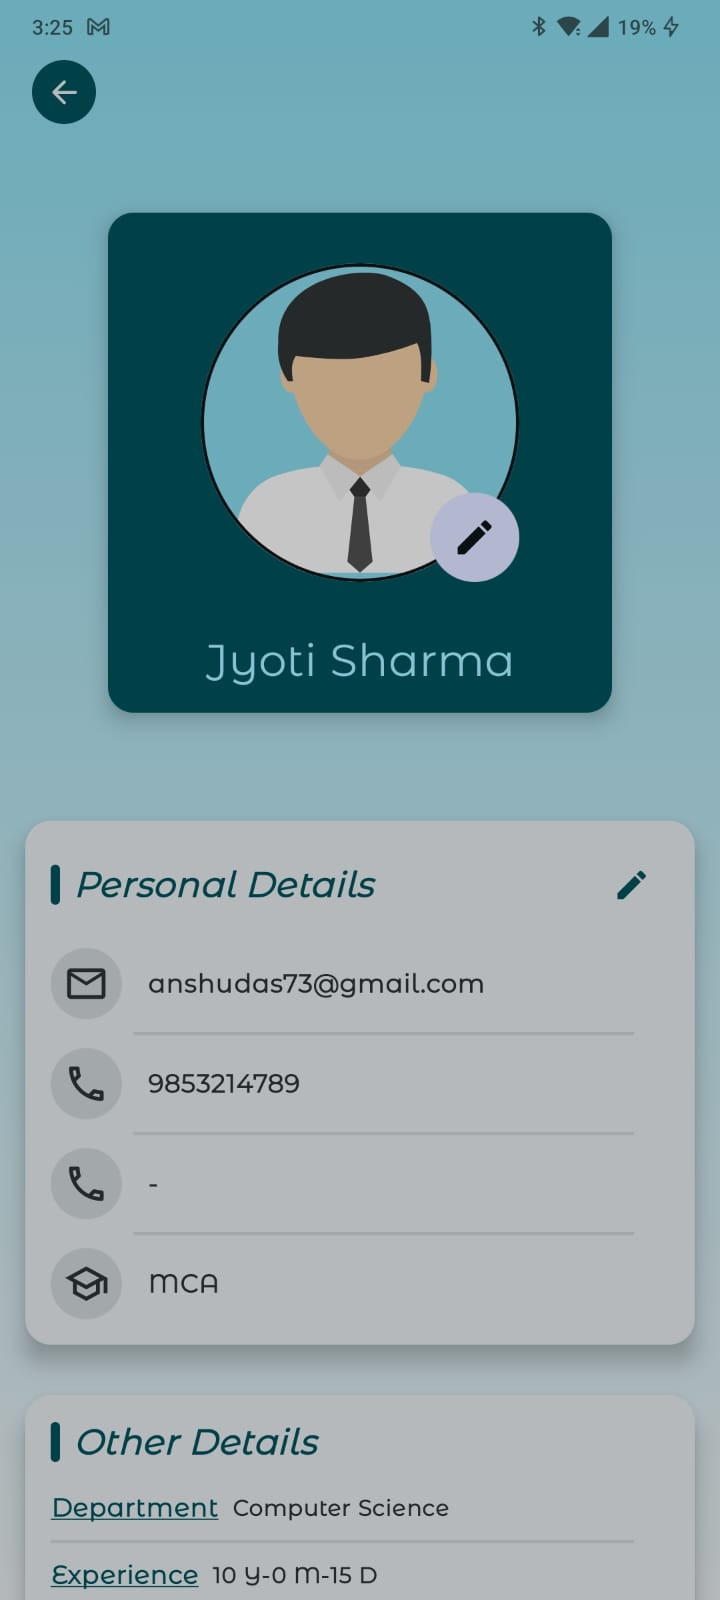 3:25 19%
Jyoti Sharma
Personal Details
anshudas73@gmail.com
9853214789
-
MCA
Other Details
Department Computer Science
Experience 10 Y-0 M-15 D